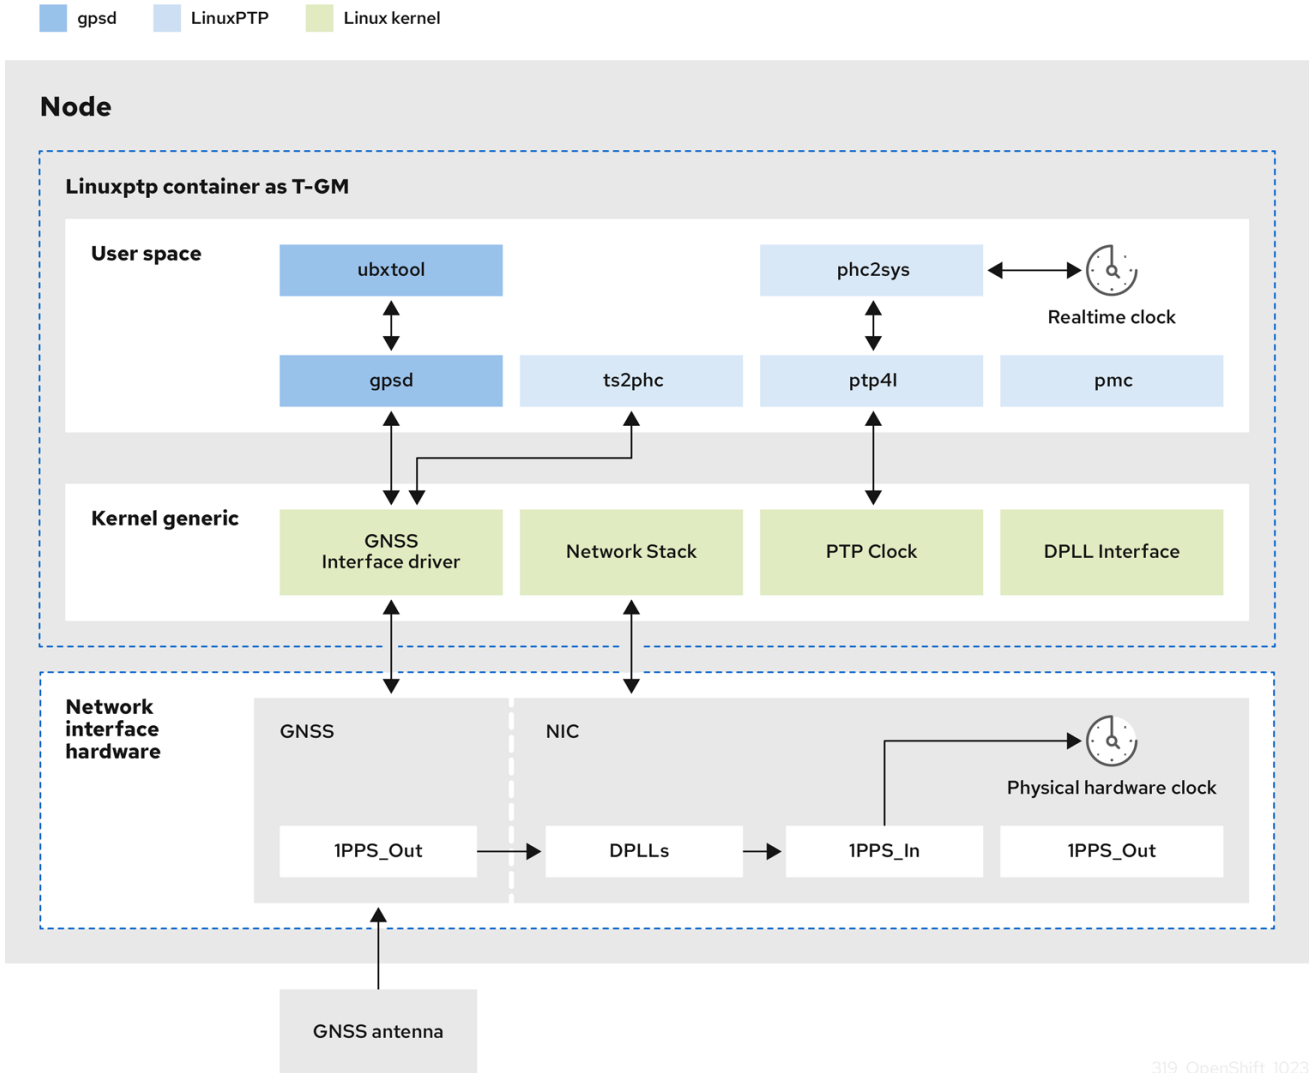 gpsd
LinuxPTP
Linux kernel
Node
Linuxptp container as T-GM
User space
ubxtool
phc2sys
Realtime clock
gpsd
ts2phc
ptp4l
pmc
Kernel generic
GNSS
Interface driver
Network Stack
PTP Clock
DPLL Interface
Network
interface
hardware
GNSS
NIC
Physical hardware clock
1PPS_Out
DPLLs
1PPS_In
1PPS_Out
GNSS antenna
319_OpenShift_1023